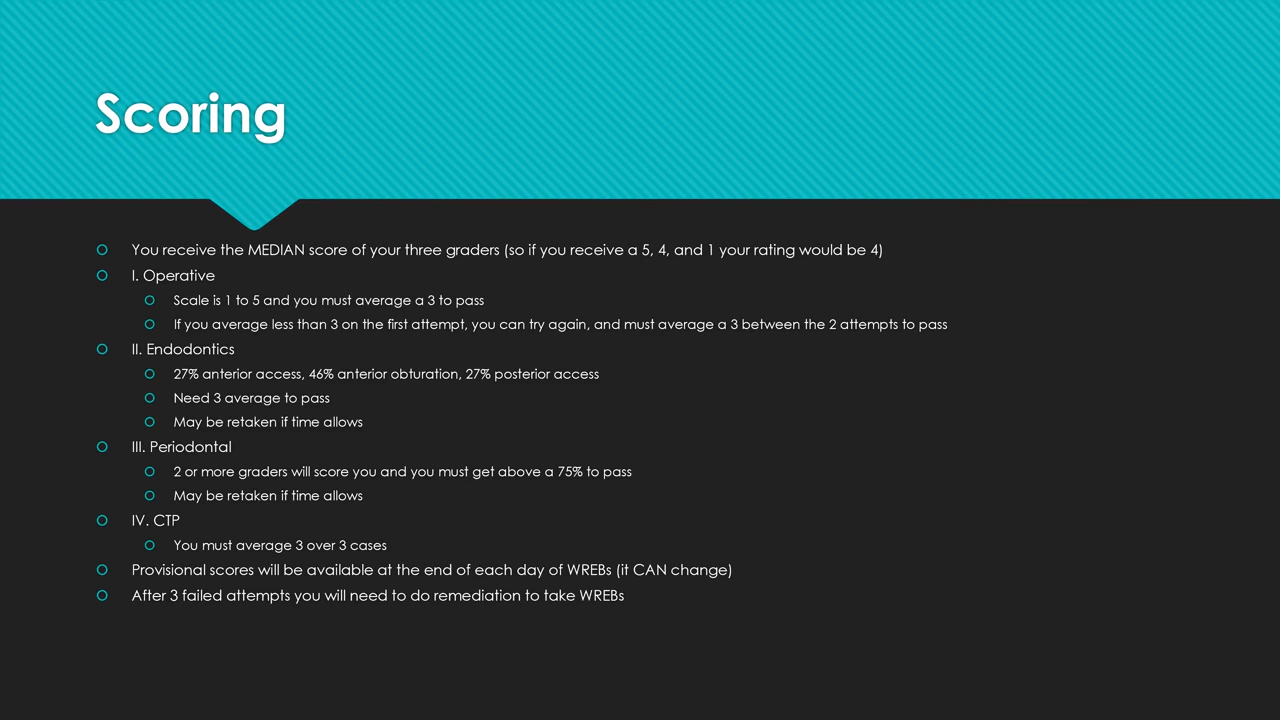 Scoring
You receive the MEDIAN score of your three graders (so if you receive a 5, 4, and 1 your rating would be 4)
I. Operative
Scale is 1 to 5 and you must average a 3 to pass
If you average less than 3 on the first attempt, you can try again, and must average a 3 between the 2 attempts to pass
II. Endodontics
27% anterior access, 46% anterior obturation, 27% posterior access
Need 3 average to pass
May be retaken if time allows
III. Periodontal
2 or more graders will score you and you must get above a 75% to pass
May be retaken if time allows
IV. CTP
You must average 3 over 3 cases
Provisional scores will be available at the end of each day of WREBs (it CAN change)
After 3 failed attempts you will need to do remediation to take WREBs